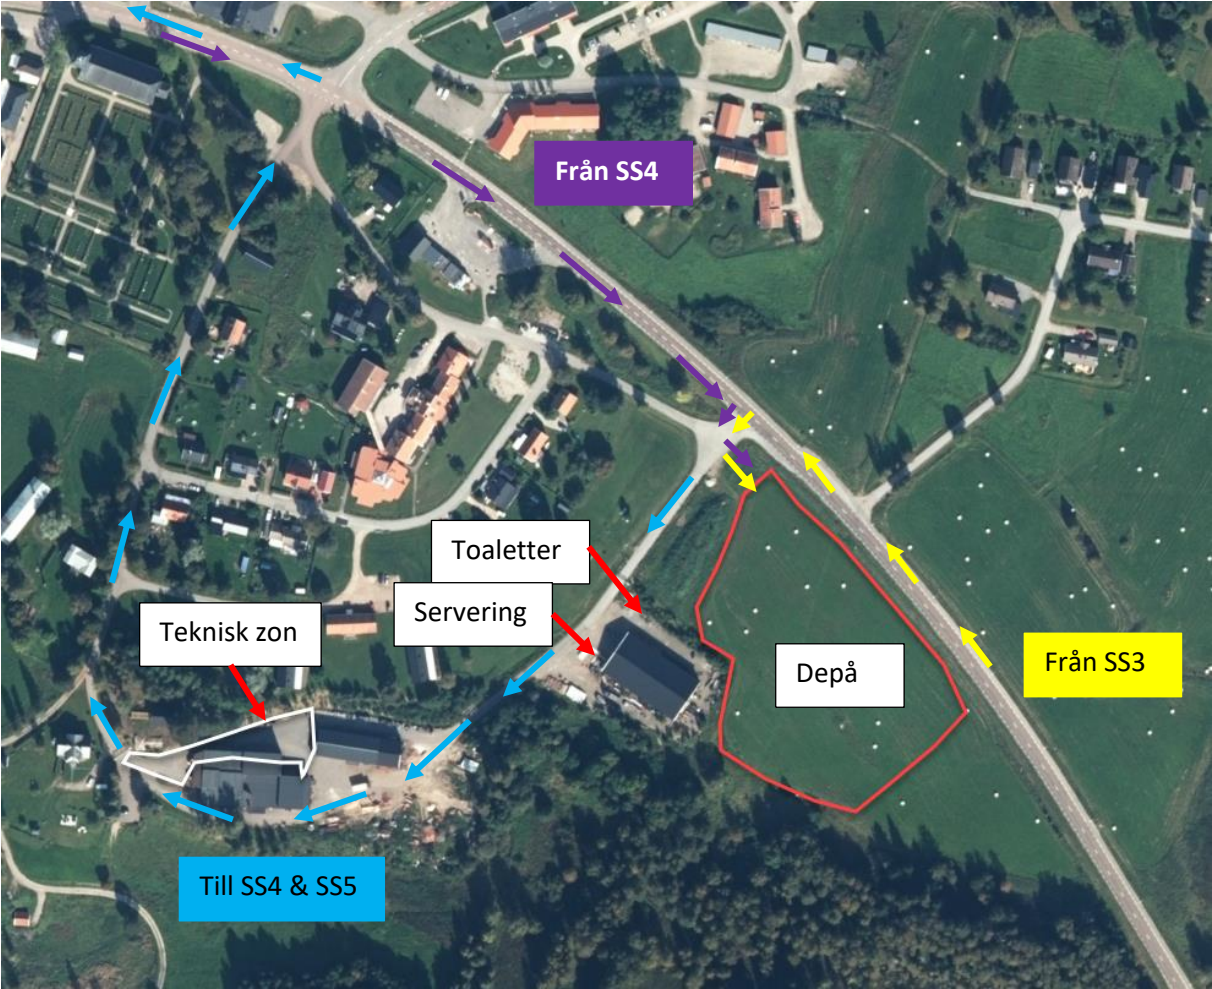 Från SS4
Toaletter
Servering
Teknisk zon
Depå
Från SS3
Till SS4 & SS5